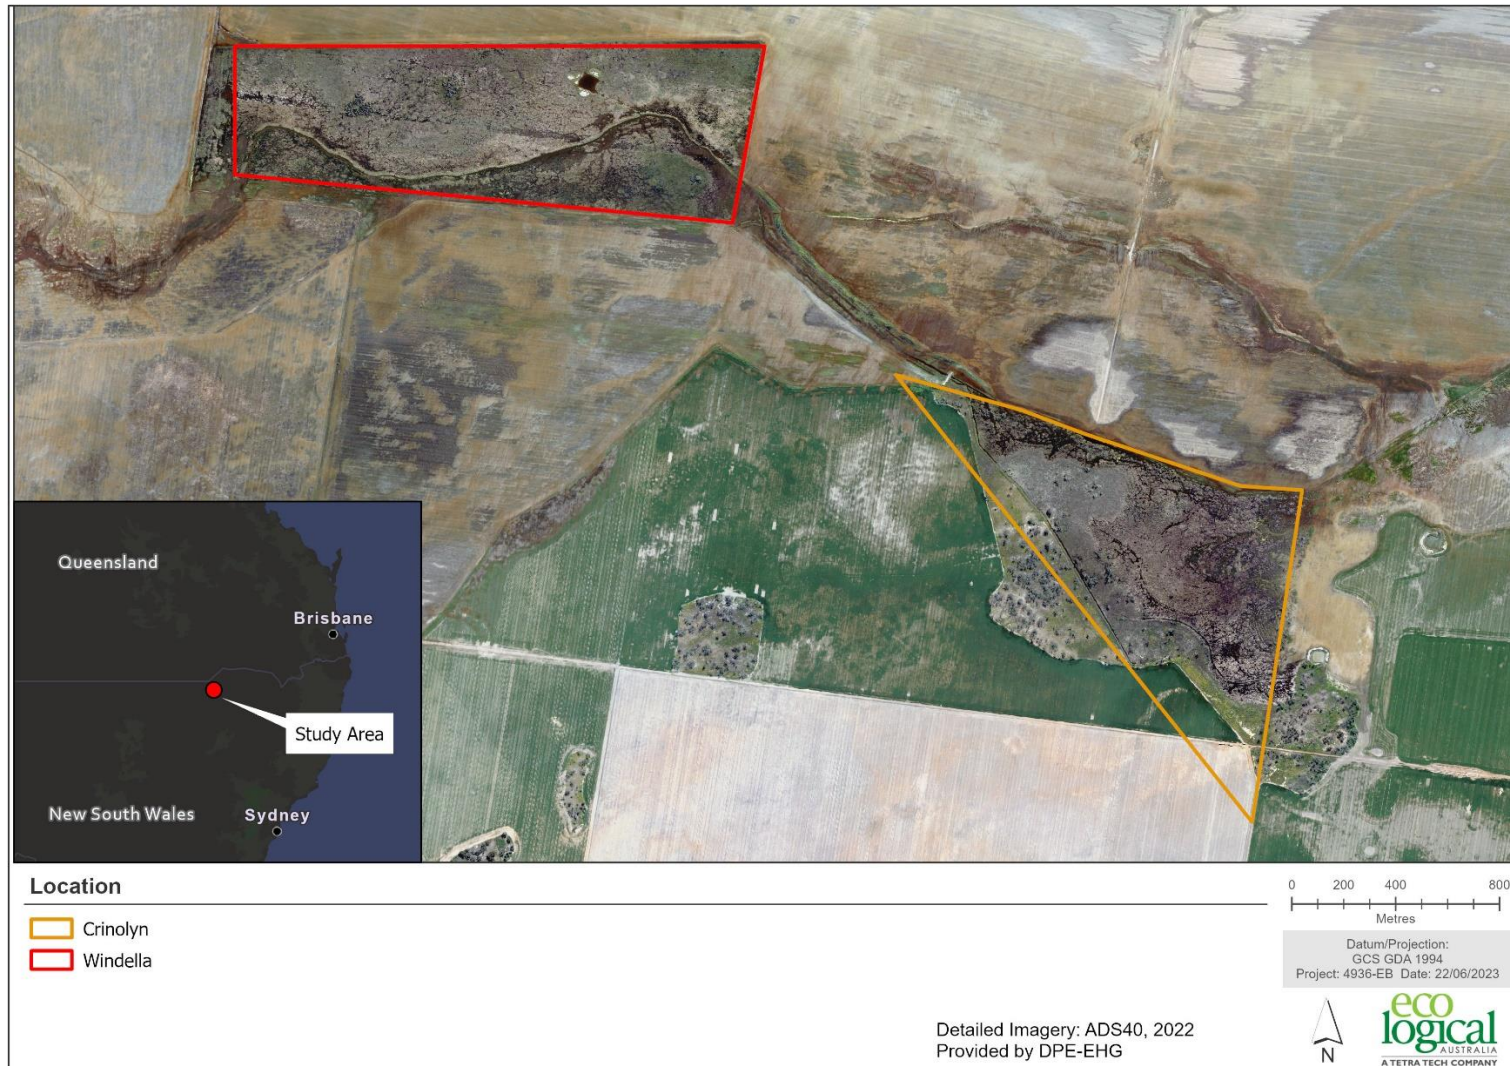 Queensland
Brisbane
Study Area
New South Wales
Sydney
Location
Crinolyn
Windella
0 200 400 800
Metres
Datum/Projection:
GCS GDA 1994
Project: 4936-EB Date: 22/06/2023
Detailed Imagery: ADS40, 2022
Provided by DPE-EHG
N
eco
logical
AUSTRALIA
A TETRA TECH COMPANY